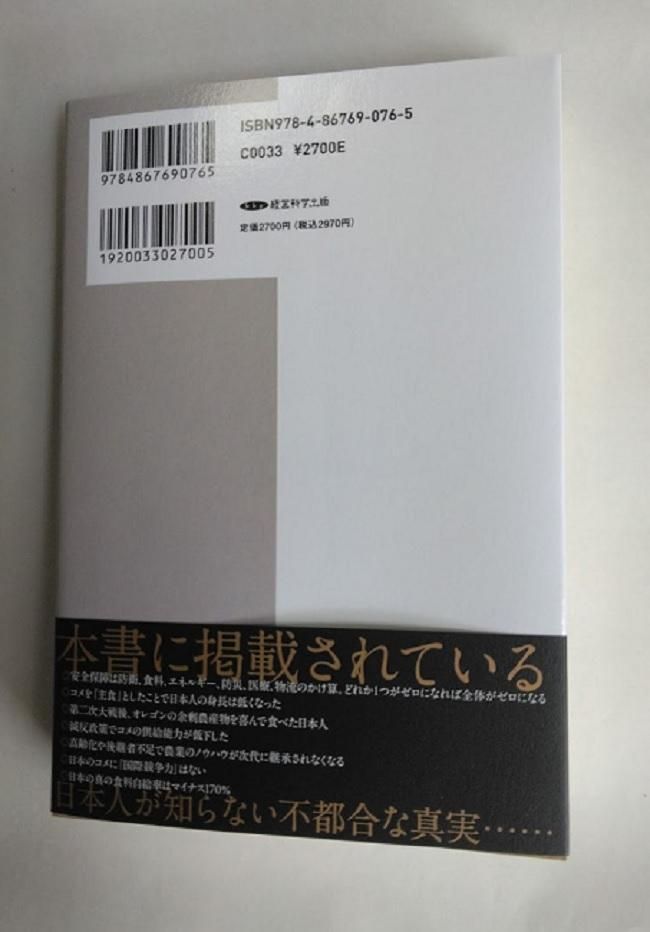 ISBN978-4-86769-076-5
C0033 ¥2700E
9784867690765
経営科学出版
定価2700円(税込2970円)
1920033027005
本書に掲載されている
○安全保障は防衛、食料、エネルギー、防災、医療、物流のかけ算。どれか1つがゼロになれば全体がゼロになる
○コメを「主食」としたことで日本人の身長は低くなった
○第二次大戦後、オレゴンの余剰農産物を喜んで食べた日本人
○減反政策でコメの供給能力が低下した
○高齢化や後継者不足で農業のノウハウが次代に継承されなくなる
○日本のコメに「国際競争力」はない
○日本の真の食料自給率はマイナス170%
日本人が知らない不都合な真実……